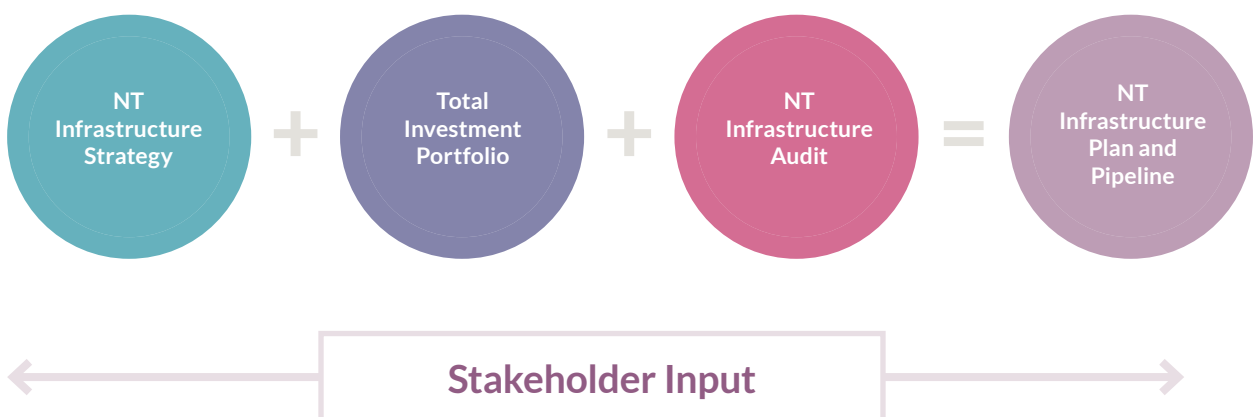 NT
Infrastructure
Strategy
+
Total
Investment
Portfolio
+
NT
Infrastructure
Audit
=
NT
Infrastructure
Plan and
Pipeline
Stakeholder Input